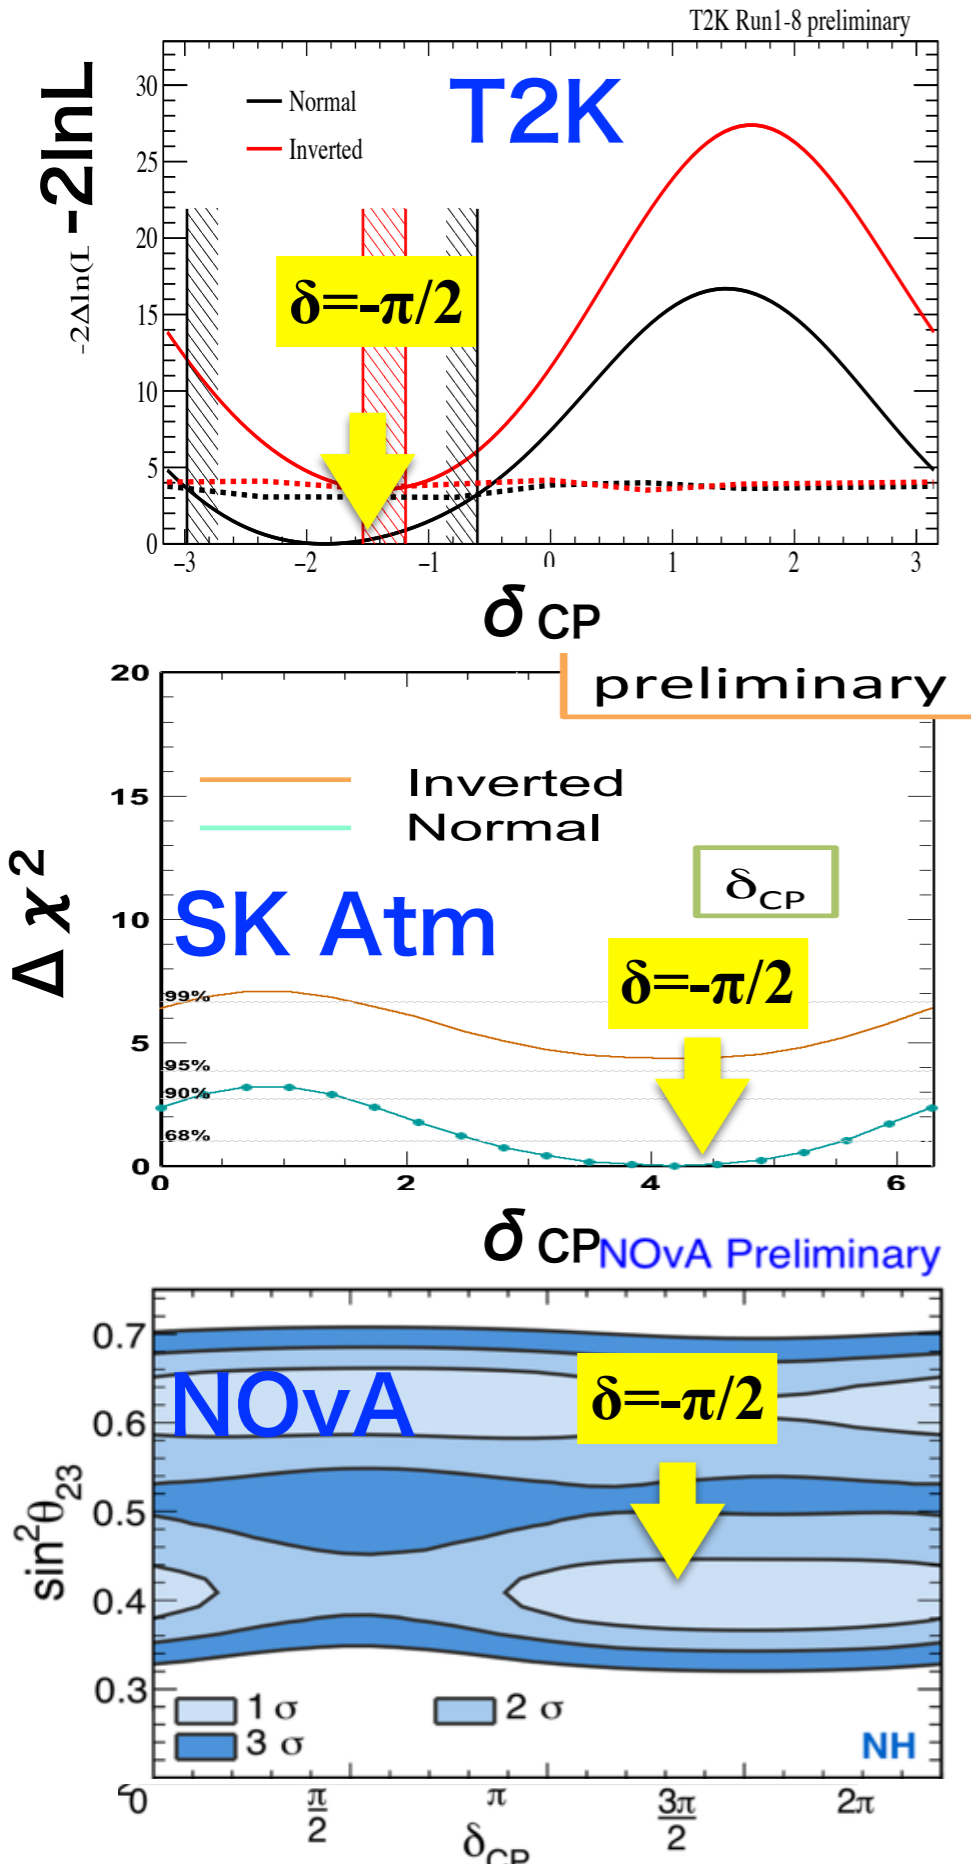 T2K Run1-8 preliminary
30
25
20
15
10
5
0
-2lnL
-2Δln(L
Normal
Inverted
T2K
δ=-π/2
−3 −2 −1 0 1 2 3
δ CP
preliminary
20
15
10
5
0
Δχ2
Inverted
Normal
δCP
SK Atm
δ=-π/2
99%
95%
90%
68%
0 2 4 6
δ CP
NOvA Preliminary
0.7
0.6
0.5
0.4
0.3
sin2θ23
NOvA
δ=-π/2
1 σ 2 σ
3 σ
NH
0 π/2 π 3π/2 2π
δCP